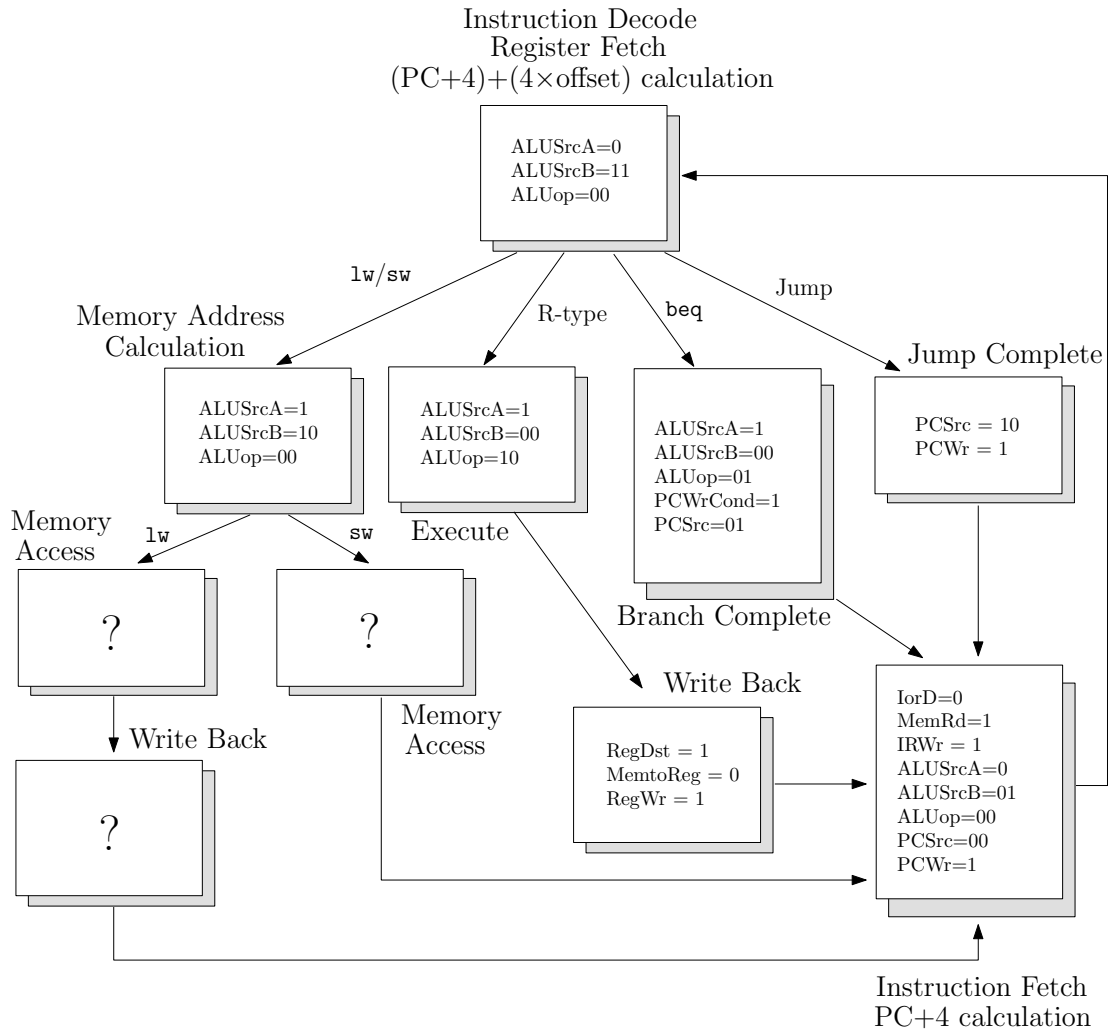 Instruction Decode
Register Fetch
(PC+4)+(4×offset) calculation
ALUSrcA=0
ALUSrcB=11
ALUop=00
lw/sw
R-type
beq
Jump
Memory Address
Calculation
ALUSrcA=1
ALUSrcB=10
ALUop=00
ALUSrcA=1
ALUSrcB=00
ALUop=10
Execute
ALUSrcA=1
ALUSrcB=00
ALUop=01
PCWrCond=1
PCSrc=01
Branch Complete
Jump Complete
PCSrc = 10
PCWr = 1
lw
sw
Memory
Access
?
?
Memory
Access
Write Back
?
Write Back
RegDst = 1
MemtoReg = 0
RegWr = 1
IorD=0
MemRd=1
IRWr = 1
ALUSrcA=0
ALUSrcB=01
ALUop=00
PCSrc=00
PCWr=1
Instruction Fetch
PC+4 calculation